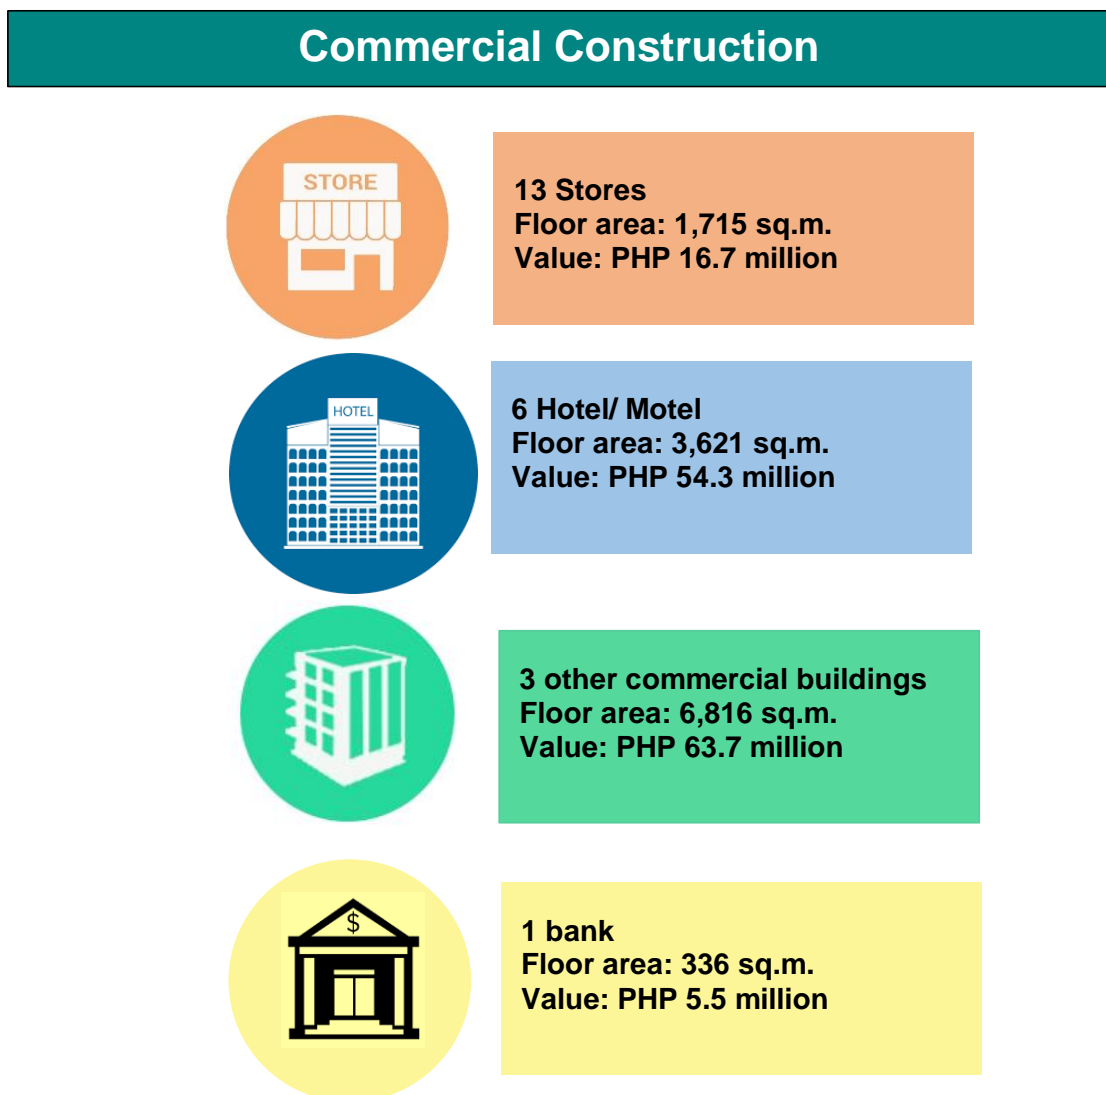 Commercial Construction
STORE
13 Stores
Floor area: 1,715 sq.m.
Value: PHP 16.7 million
HOTEL
6 Hotel/ Motel
Floor area: 3,621 sq.m.
Value: PHP 54.3 million
3 other commercial buildings
Floor area: 6,816 sq.m.
Value: PHP 63.7 million
$
1 bank
Floor area: 336 sq.m.
Value: PHP 5.5 million